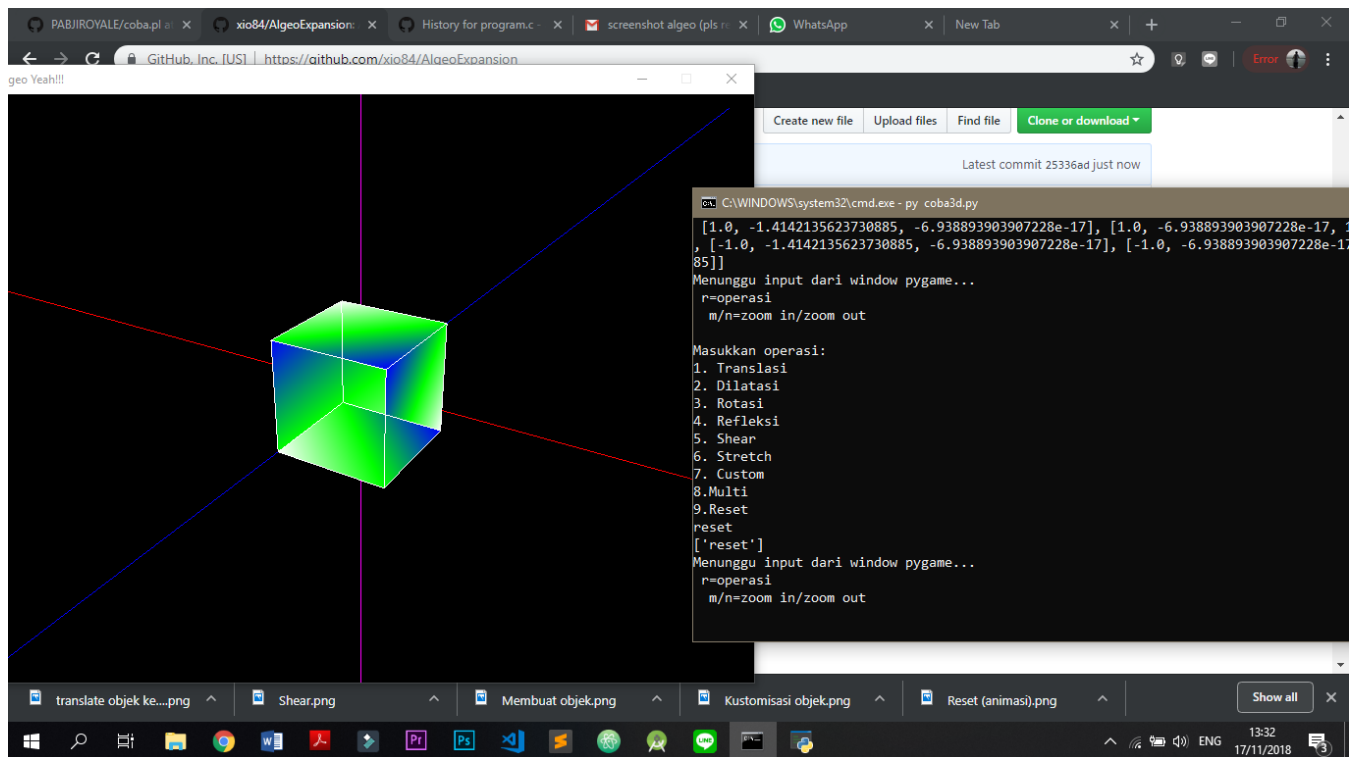 PABJIROYALE/coba.pl at
xio84/AlgeoExpansion:
History for program.c -
screenshot algeo (pls re
WhatsApp
New Tab
GitHub, Inc. [US] | https://github.com/xio84/AlgeoExpansion
Error
geo Yeah!!!
Create new file
Upload files
Find file
Clone or download
Latest commit 25336ad just now
C:\WINDOWS\system32\cmd.exe - py coba3d.py
[1.0, -1.4142135623730885, -6.938893903907228e-17], [1.0, -6.938893903907228e-17, 1
, [-1.0, -1.4142135623730885, -6.938893903907228e-17], [-1.0, -6.938893903907228e-17
85]]
Menunggu input dari window pygame...
r=operasi
m/n=zoom in/zoom out
Masukkan operasi:
1. Translasi
2. Dilatasi
3. Rotasi
4. Refleksi
5. Shear
6. Stretch
7. Custom
8.Multi
9.Reset
reset
['reset']
Menunggu input dari window pygame...
r=operasi
m/n=zoom in/zoom out
translate objek ke....png
Shear.png
Membuat objek.png
Kustomisasi objek.png
Reset (animasi).png
Show all
Pr
Ps
LINE
ENG
13:32
17/11/2018
3